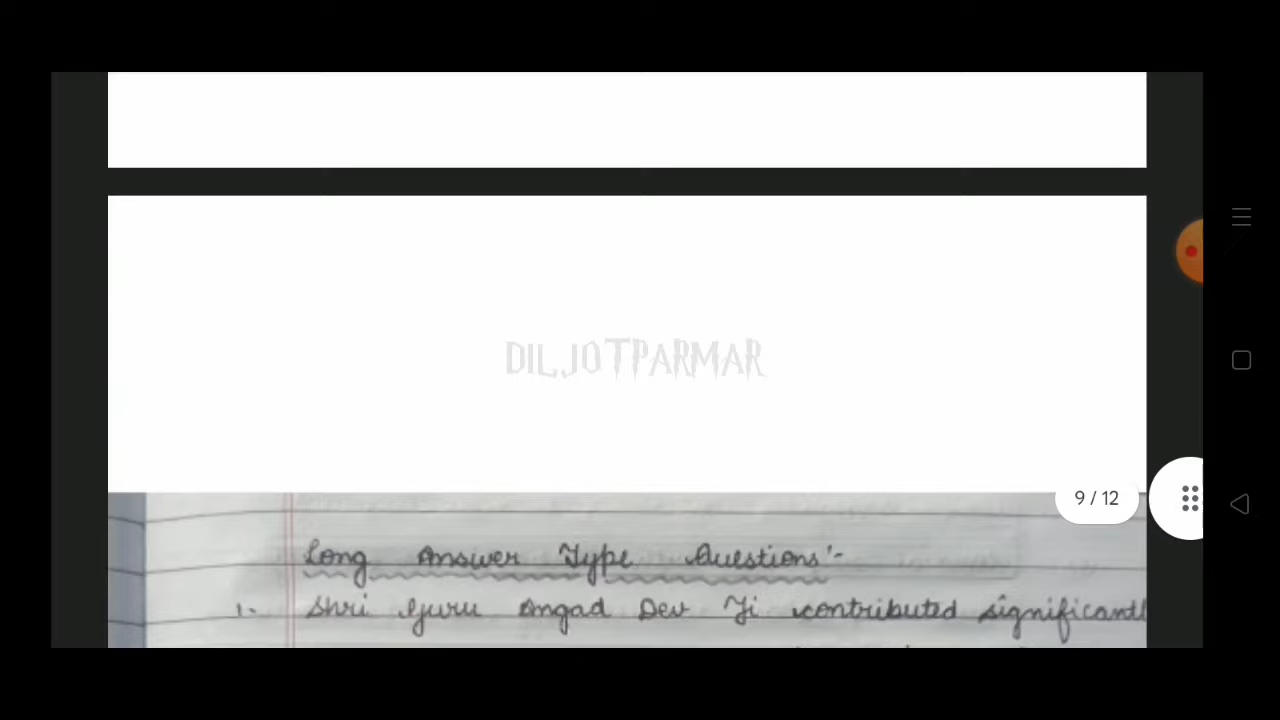 DILJOTPARMAR
9 / 12
Long Answer Type Questions:-
1. Shri Guru Angad Dev Ji contributed significantl